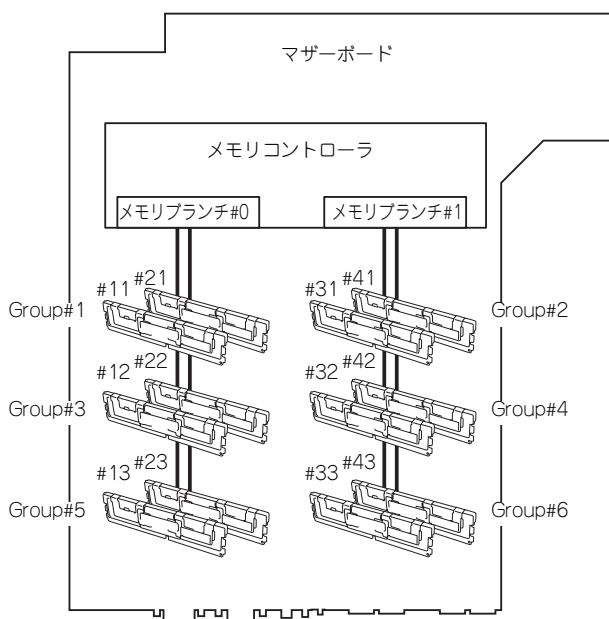 マザーボード
メモリコントローラ
メモリブランチ#0
メモリブランチ#1
#11 #21
#31 #41
Group#1
Group#2
#12 #22
#32 #42
Group#3
Group#4
#13 #23
#33 #43
Group#5
Group#6